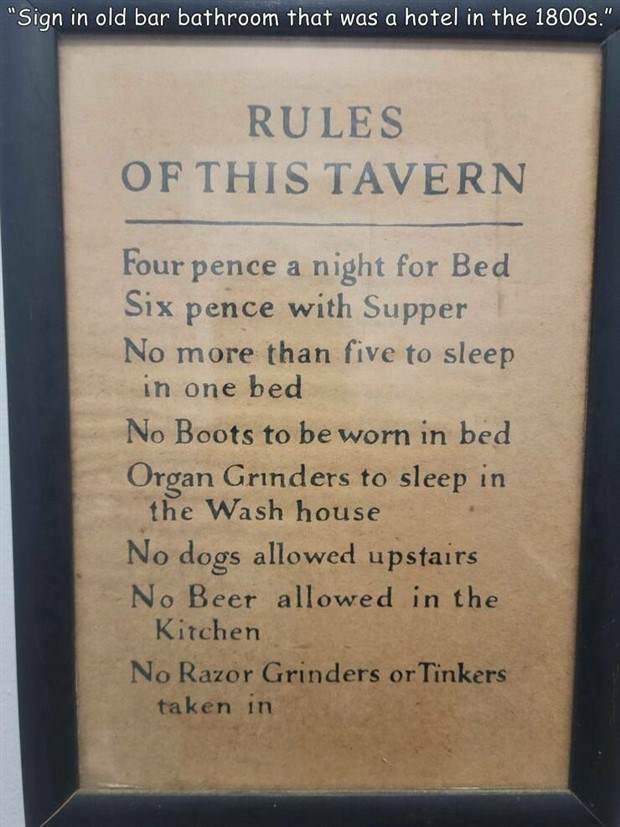 "Sign in old bar bathroom that was a hotel in the 1800s."
RULES
OF THIS TAVERN
Four pence a night for Bed
Six pence with Supper
No more than five to sleep
in one bed
No Boots to be worn in bed
Organ Grinders to sleep in
the Wash house
No dogs allowed upstairs
No Beer allowed in the
Kitchen
No Razor Grinders or Tinkers
taken in